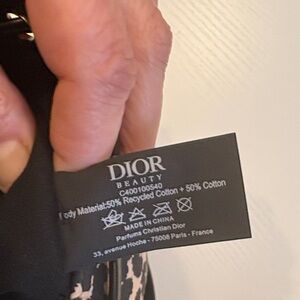 DIOR
BEAUTY
C400100540
ody Material:50% Recycled Cotton + 50% Cotton
MADE IN CHINA
Parfums Christian Dior
33, avenue Hoche - 75008 Paris - France